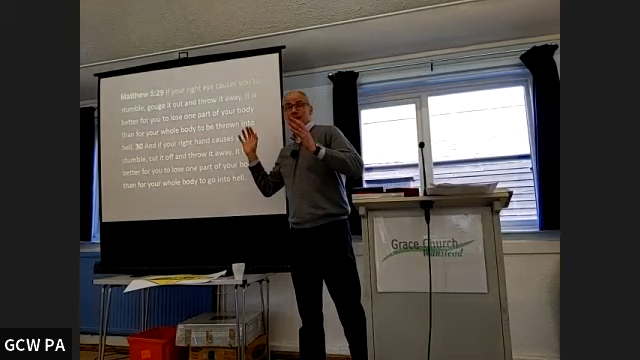 Matthew 5:29 If your right eye causes you to
stumble, gouge it out and throw it away. It is
better for you to lose one part of your body
than for your whole body to be thrown into
hell. 30 And if your right hand causes
stumble, cut it off and throw it away. It
better for you to lose one part of your bo
than for your whole body to go into hell.
Grace Church
Wanstead
GCW PA